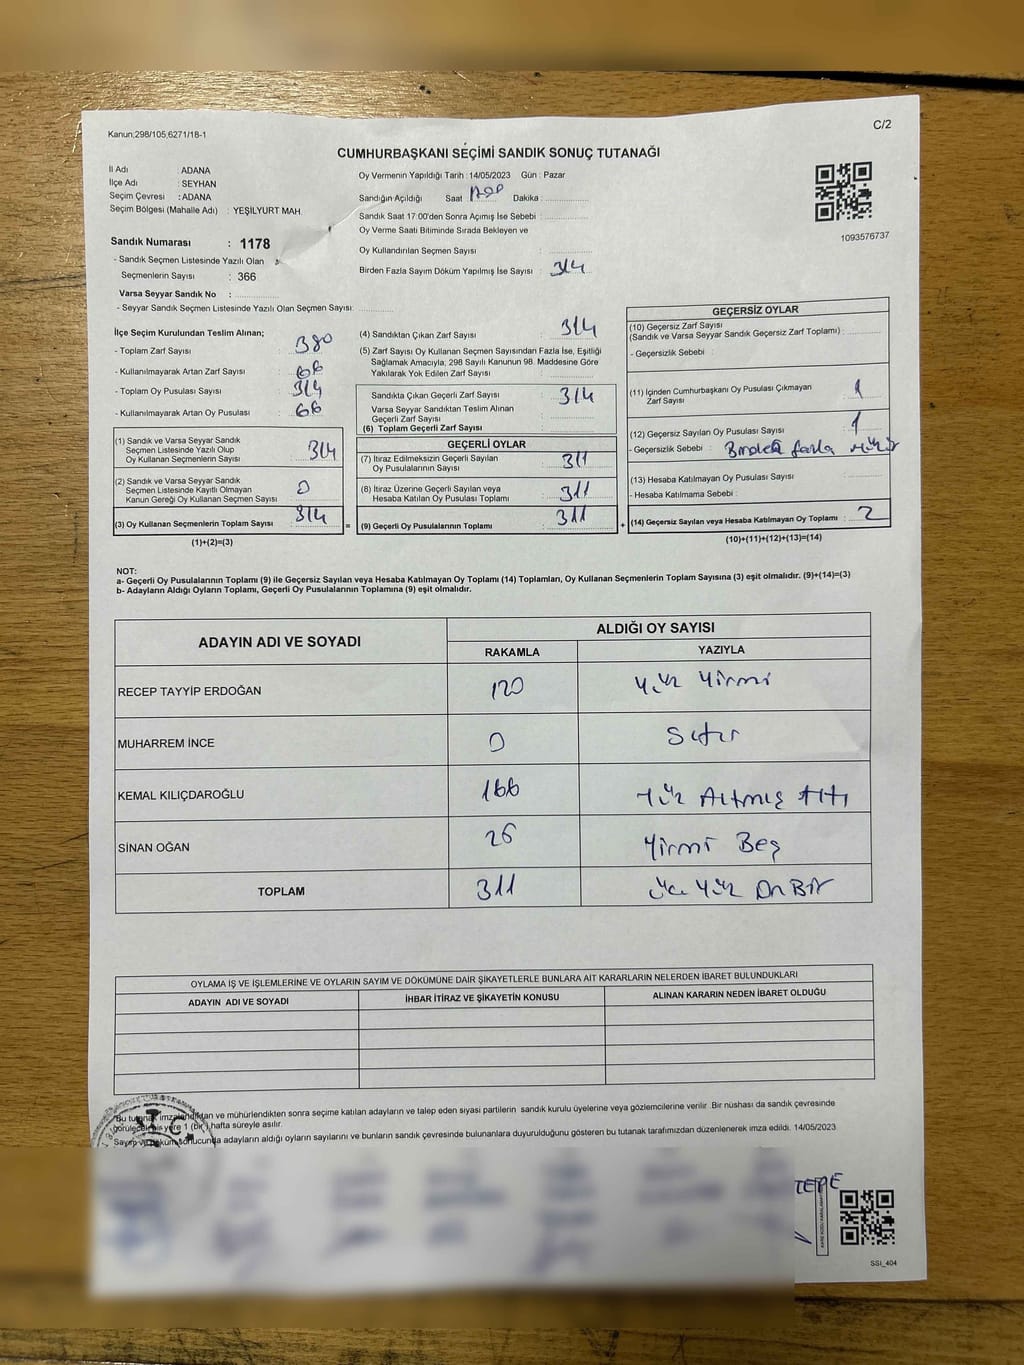 Kanun;298/105,6271/18-1
C/2
CUMHURBAŞKANI SEÇİMİ SANDIK SONUÇ TUTANAĞI
İl Adı : ADANA
İlçe Adı : SEYHAN
Seçim Çevresi : ADANA
Seçim Bölgesi (Mahalle Adı) : YEŞİLYURT MAH.
Sandık Numarası : 1178
- Sandık Seçmen Listesinde Yazılı Olan
Seçmenlerin Sayısı : 366
Varsa Seyyar Sandık No :
- Seyyar Sandık Seçmen Listesinde Yazılı Olan Seçmen Sayısı:
Oy Vermenin Yapıldığı Tarih : 14/05/2023 Gün : Pazar
Sandığın Açıldığı Saat Dakika
Sandık Saat 17:00'den Sonra Açımış İse Sebebi :
Oy Verme Saati Bitiminde Sırada Bekleyen ve
Oy Kullandırılan Seçmen Sayısı :
Birden Fazla Sayım Döküm Yapılmış İse Sayısı : 314
1093576737
İlçe Seçim Kurulundan Teslim Alınan;
- Toplam Zarf Sayısı : 380
- Kullanılmayarak Artan Zarf Sayısı : 66
- Toplam Oy Pusulası : 314
- Kullanılmayarak Artan Oy Pusulası : 66
(1) Sandık ve Varsa Seyyar Sandık
Seçmen Listesinde Yazılı Olup
Oy Kullanan Seçmenlerin Sayısı : 314
(2) Sandık ve Varsa Seyyar Sandık
Seçmen Listesinde Kayıtlı Olmayan
Kanun Gereği Oy Kullanan Seçmen Sayısı : 0
(3) Oy Kullanan Seçmenlerin Toplam Sayısı : 314 =
(1)+(2)=(3)
(4) Sandıktan Çıkan Zarf Sayısı : 314
(5) Zarf Sayısı Oy Kullanan Seçmen Sayısından Fazla İse, Eşitliği
Sağlamak Amacıyla; 298 Sayılı Kanunun 98. Maddesine Göre
Yakılarak Yok Edilen Zarf Sayısı :
Sandıkta Çıkan Geçerli Zarf Sayısı : 314
Varsa Seyyar Sandıktan Teslim Alınan
Geçerli Zarf Sayısı :
(6) Toplam Geçerli Zarf Sayısı :
GEÇERLİ OYLAR
(7) İtiraz Edilmeksizin Geçerli Sayılan
Oy Pusulalarının Sayısı : 311
(8) İtiraz Üzerine Geçerli Sayılan veya
Hesaba Katılan Oy Pusulası Toplamı : 311
(9) Geçerli Oy Pusulalarının Toplamı : 311 +
GEÇERSİZ OYLAR
(10) Geçersiz Zarf Sayısı
(Sandık ve Varsa Seyyar Sandık Geçersiz Zarf Toplamı) :
- Geçersizlik Sebebi :
(11) İçinden Cumhurbaşkanı Oy Pusulası Çıkmayan
Zarf Sayısı : 1
(12) Geçersiz Sayılan Oy Pusulası Sayısı : 1
- Geçersizlik Sebebi : Birden fazla mühür
(13) Hesaba Katılmayan Oy Pusulası Sayısı :
- Hesaba Katılmama Sebebi :
(14) Geçersiz Sayılan veya Hesaba Katılmayan Oy Toplamı : 2
(10)+(11)+(12)+(13)=(14)
NOT:
a- Geçerli Oy Pusulalarının Toplamı (9) ile Geçersiz Sayılan veya Hesaba Katılmayan Oy Toplamı (14) Toplamları, Oy Kullanan Seçmenlerin Toplam Sayısına (3) eşit olmalıdır. (9)+(14)=(3)
b- Adayların Aldığı Oyların Toplamı, Geçerli Oy Pusulalarının Toplamına (9) eşit olmalıdır.
ADAYIN ADI VE SOYADI
ALDIĞI OY SAYISI
RAKAMLA YAZIYLA
RECEP TAYYİP ERDOĞAN 120 Yüz Yirmi
MUHARREM İNCE 0 Sıfır
KEMAL KILIÇDAROĞLU 166 Yüz Altmış Altı
SİNAN OĞAN 25 Yirmi Beş
TOPLAM 311 üç Yüz On Bir
OYLAMA İŞ VE İŞLEMLERİNE VE OYLARIN SAYIM VE DÖKÜMÜNE DAİR ŞİKAYETLERLE BUNLARA AİT KARARLARIN NELERDEN İBARET BULUNDUKLARI
ADAYIN ADI VE SOYADI İHBAR İTİRAZ VE ŞİKAYETİN KONUSU ALINAN KARARIN NEDEN İBARET OLDUĞU
Bu tutanak imzalandıktan ve mühürlendikten sonra seçime katılan adayların ve talep eden siyasi partilerin sandık kurulu üyelerine veya gözlemcilerine verilir. Bir nüshası da sandık çevresinde
görülecek bir yere 1 (Bir) hafta süreyle asılır.
Sayım ve döküm sonucunda adayların aldığı oyların sayılarını ve bunların sandık çevresinde bulunanlara duyurulduğunu gösteren bu tutanak tarafımızdan düzenlenerek imza edildi. 14/05/2023
TEPE
SSI_404